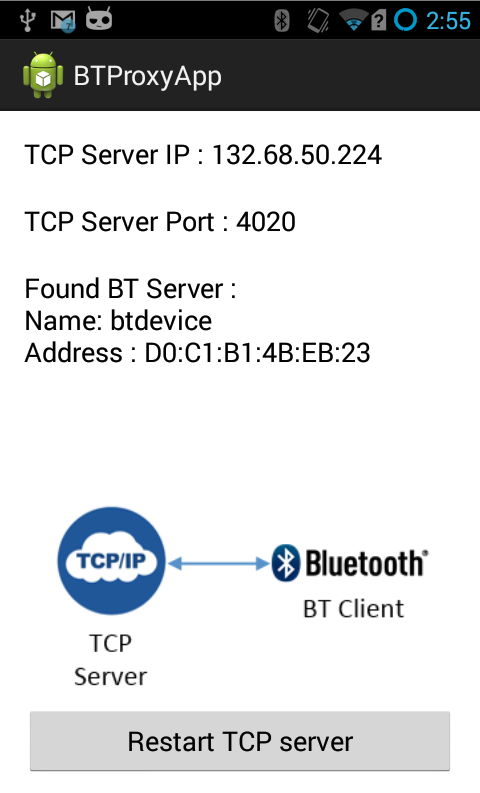 2:55
BTProxyApp
TCP Server IP : 132.68.50.224
TCP Server Port : 4020
Found BT Server :
Name: btdevice
Address : D0:C1:B1:4B:EB:23
TCP/IP
Bluetooth®
BT Client
TCP
Server
Restart TCP server